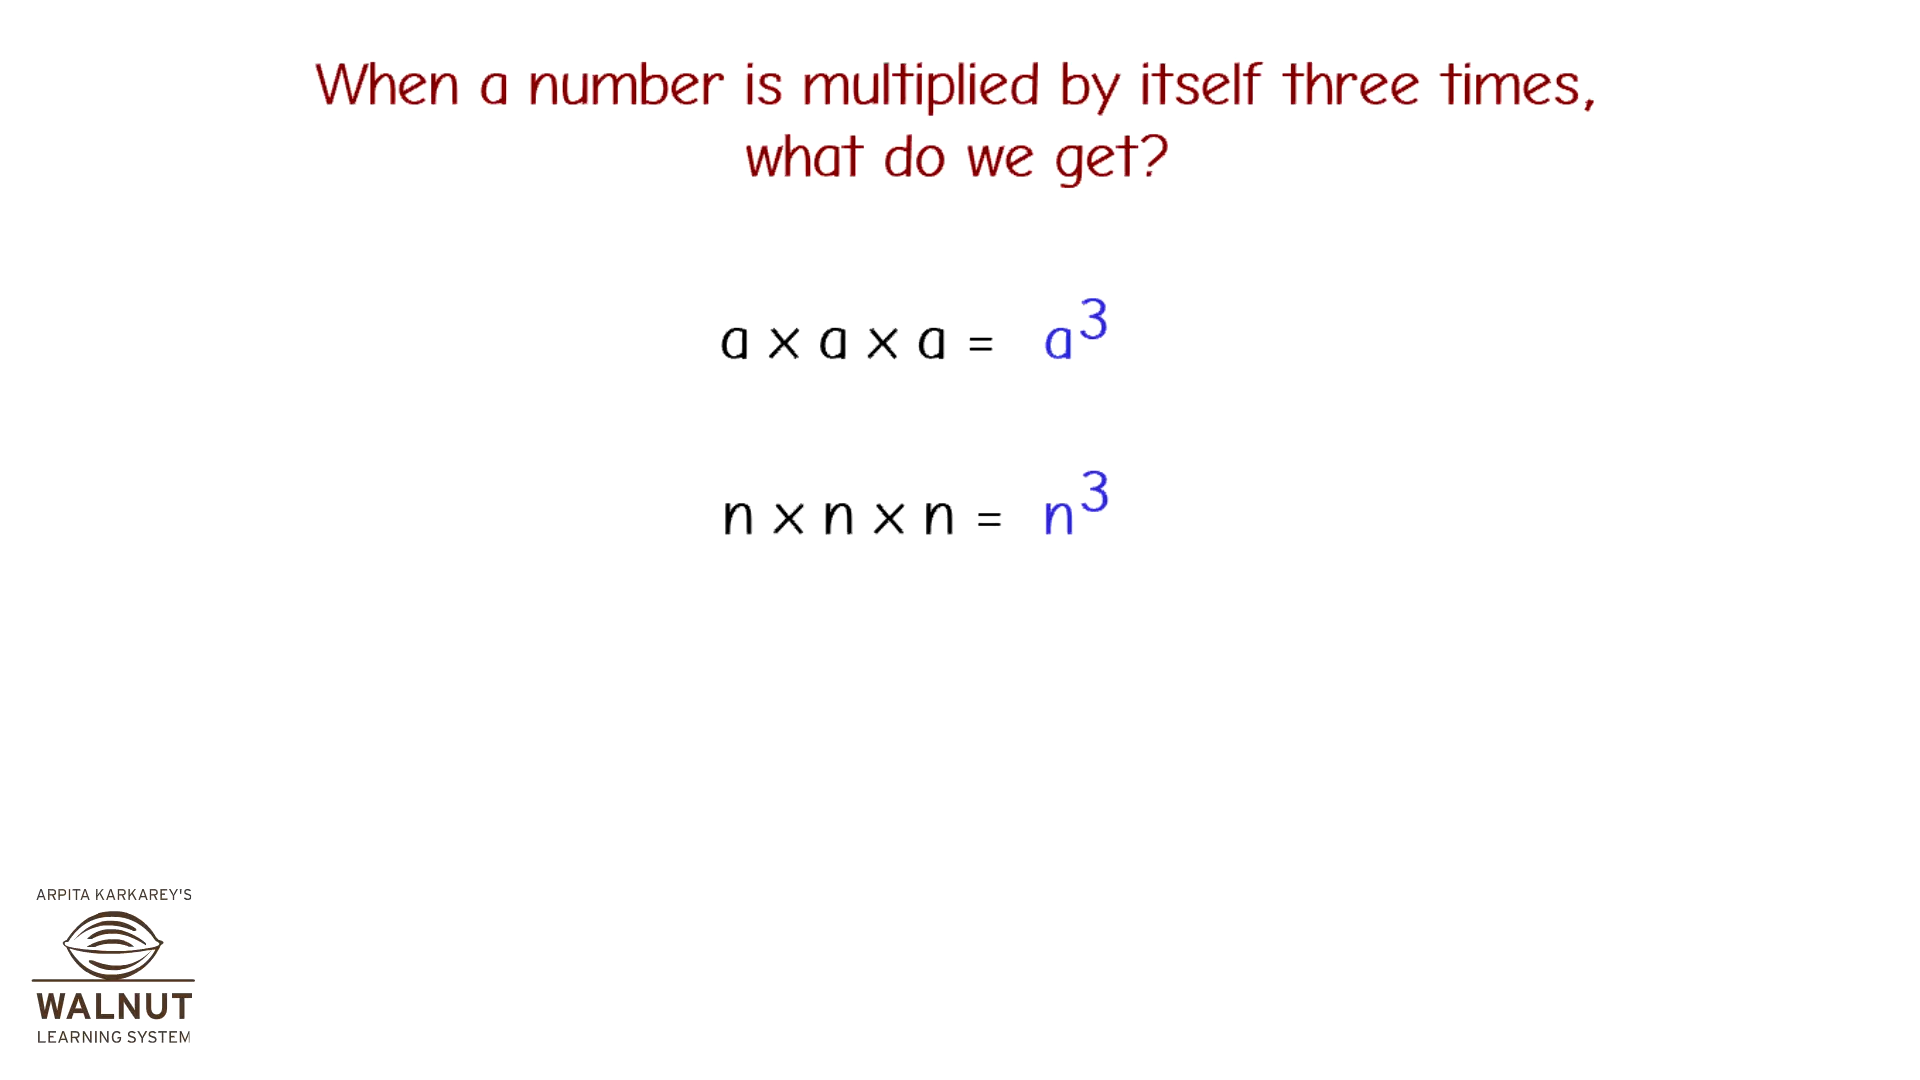 When a number is multiplied by itself three times,
what do we get?
a × a × a = a³
n × n × n = n³
ARPITA KARKAREY'S
WALNUT
LEARNING SYSTEM